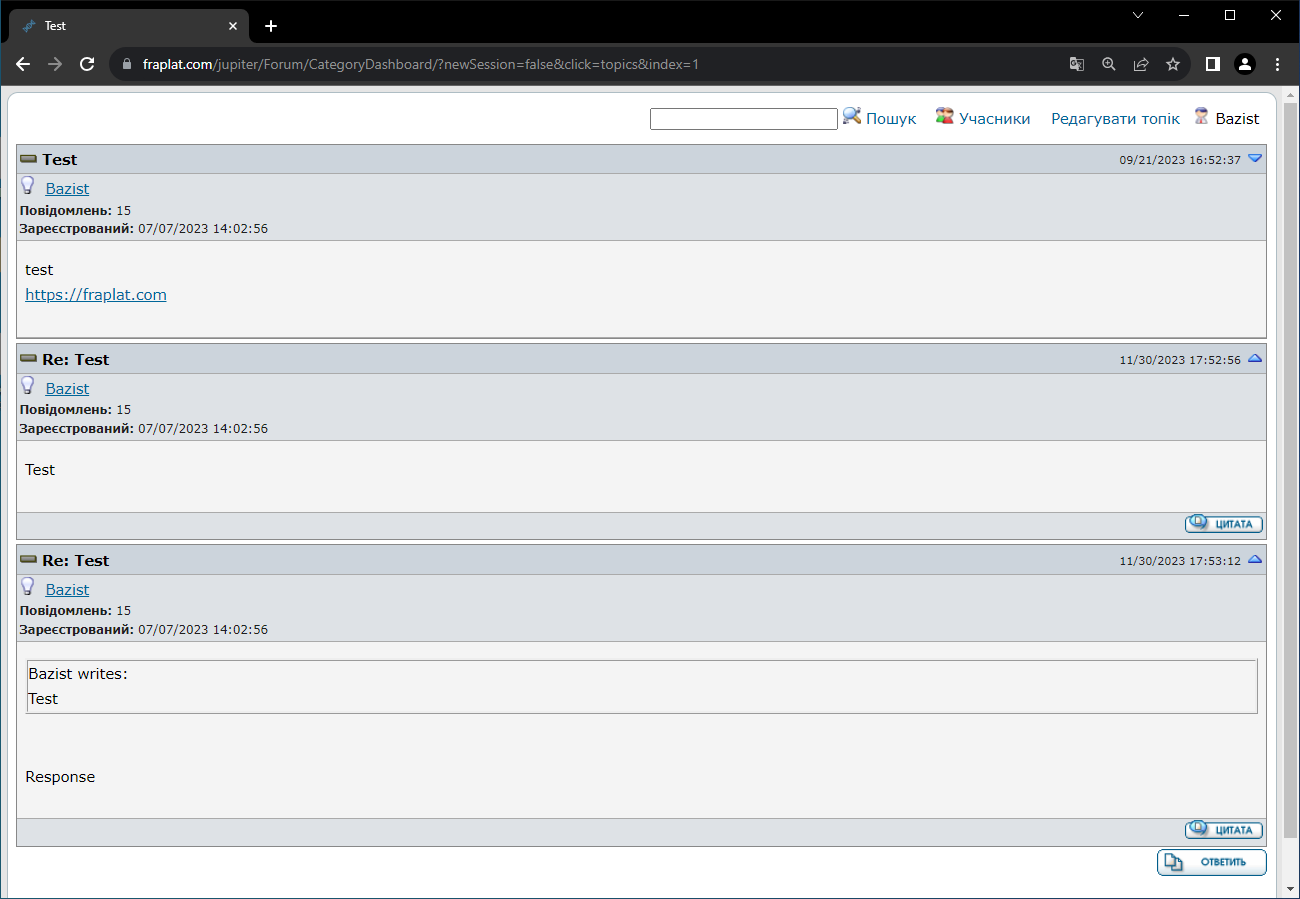 Test
fraplat.com/jupiter/Forum/CategoryDashboard/?newSession=false&click=topics&index=1
Пошук Учасники Редагувати топік Bazist
Test 09/21/2023 16:52:37
Bazist
Повідомлень: 15
Зареєстрований: 07/07/2023 14:02:56
test
https://fraplat.com
Re: Test 11/30/2023 17:52:56
Bazist
Повідомлень: 15
Зареєстрований: 07/07/2023 14:02:56
Test
ЦИТАТА
Re: Test 11/30/2023 17:53:12
Bazist
Повідомлень: 15
Зареєстрований: 07/07/2023 14:02:56
Bazist writes:
Test
Response
ЦИТАТА
ОТВЕТИТЬ